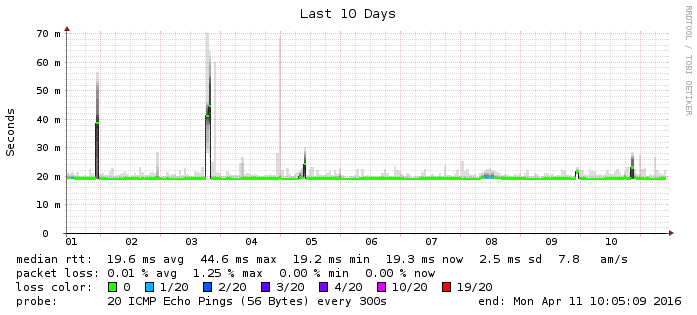 Last 10 Days
RRDTOOL / TOBI OETIKER
Seconds
70 m
60 m
50 m
40 m
30 m
20 m
10 m
0
01 02 03 04 05 06 07 08 09 10
median rtt: 19.6 ms avg 44.6 ms max 19.2 ms min 19.3 ms now 2.5 ms sd 7.8 am/s
packet loss: 0.01 % avg 1.25 % max 0.00 % min 0.00 % now
loss color: 0 1/20 2/20 3/20 4/20 10/20 19/20
probe: 20 ICMP Echo Pings (56 Bytes) every 300s end: Mon Apr 11 10:05:09 2016